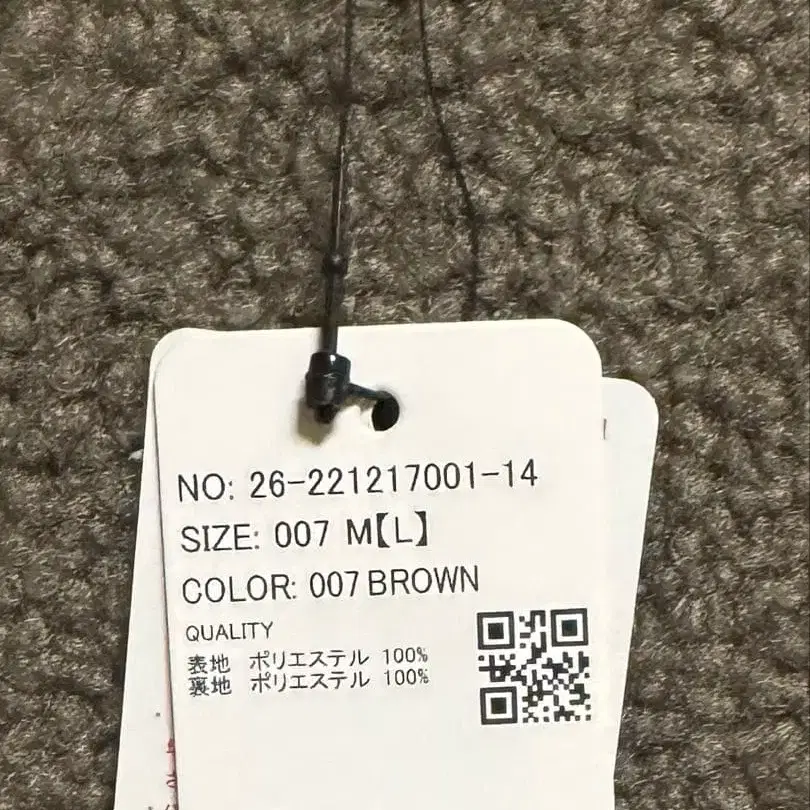 NO: 26-221217001-14
SIZE: 007 M【L】
COLOR: 007 BROWN
QUALITY
表地 ポリエステル 100%
裏地 ポリエステル 100%